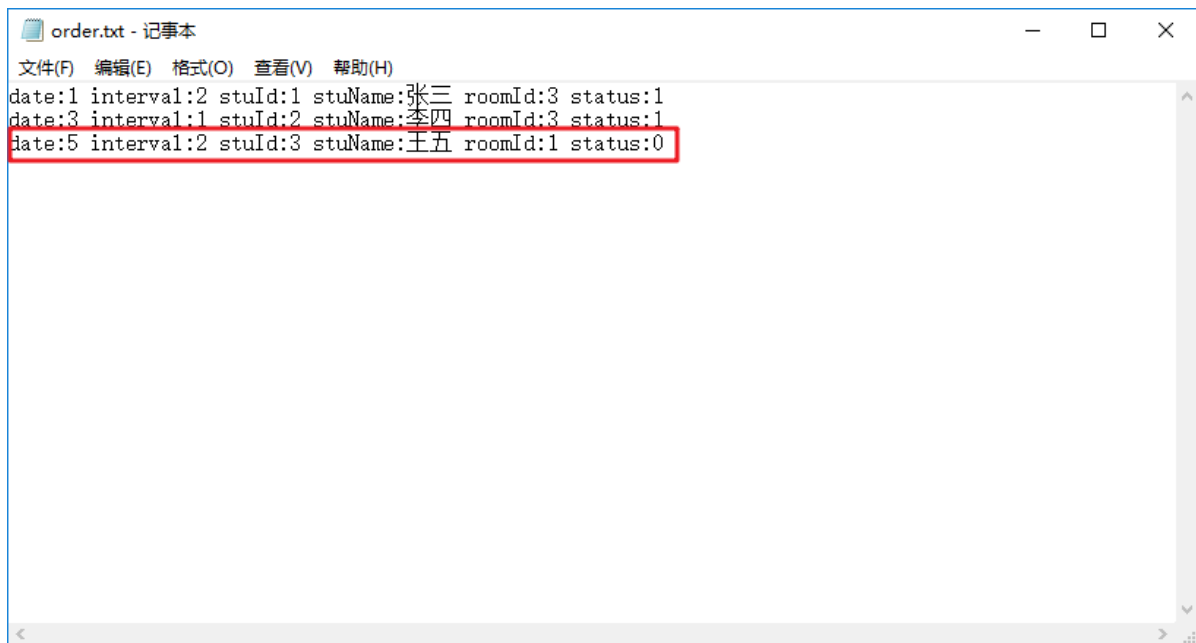 order.txt - 记事本
文件(F) 编辑(E) 格式(O) 查看(V) 帮助(H)
date:1 interval:2 stuId:1 stuName:张三 roomId:3 status:1
date:3 interval:1 stuId:2 stuName:李四 roomId:3 status:1
date:5 interval:2 stuId:3 stuName:王五 roomId:1 status:0